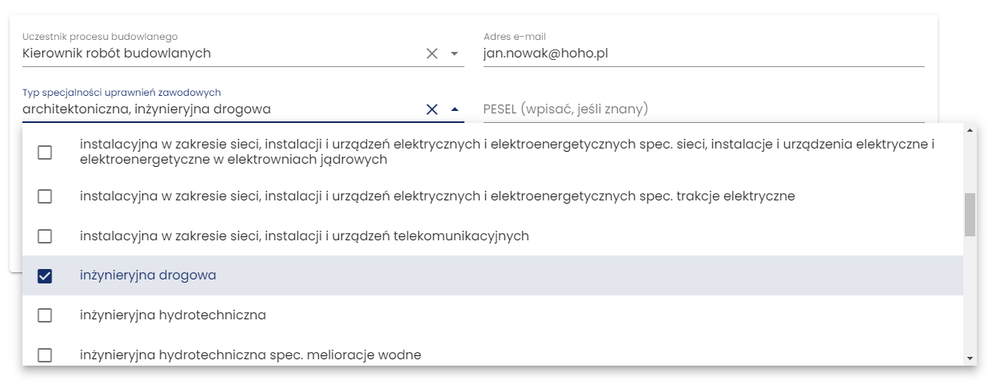 Uczestnik procesu budowlanego
Kierownik robót budowlanych
Adres e-mail
jan.nowak@hoho.pl
Typ specjalności uprawnień zawodowych
architektoniczna, inżynieryjna drogowa
PESEL (wpisać, jeśli znany)
instalacyjna w zakresie sieci, instalacji i urządzeń elektrycznych i elektroenergetycznych spec. sieci, instalacje i urządzenia elektryczne i
elektroenergetyczne w elektrowniach jądrowych
instalacyjna w zakresie sieci, instalacji i urządzeń elektrycznych i elektroenergetycznych spec. trakcje elektryczne
instalacyjna w zakresie sieci, instalacji i urządzeń telekomunikacyjnych
inżynieryjna drogowa
inżynieryjna hydrotechniczna
inżynieryjna hydrotechniczna spec. melioracje wodne